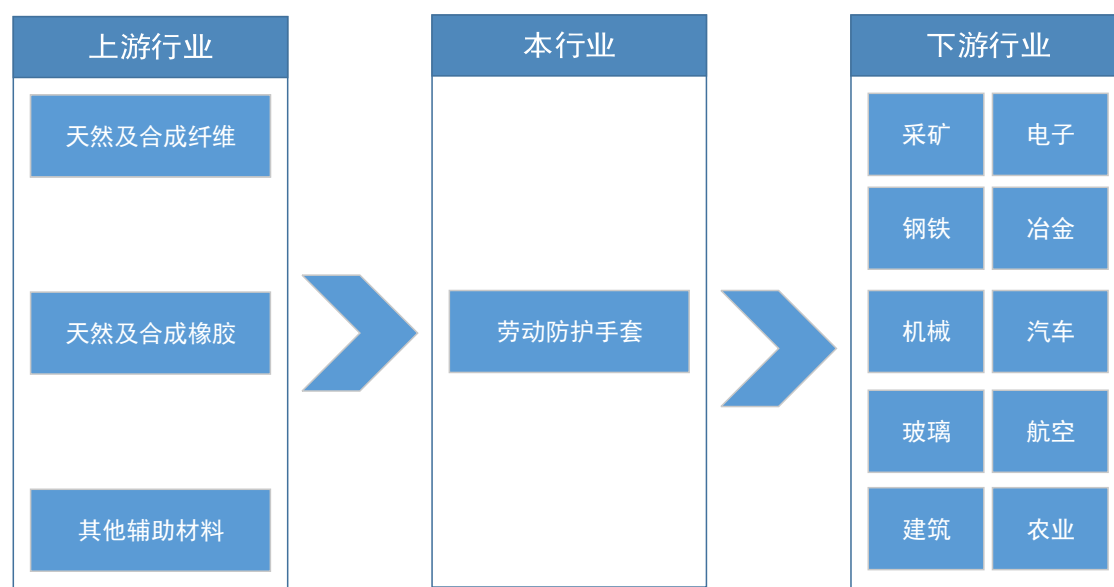 上游行业
天然及合成纤维
天然及合成橡胶
其他辅助材料
本行业
劳动防护手套
下游行业
采矿
电子
钢铁
冶金
机械
汽车
玻璃
航空
建筑
农业